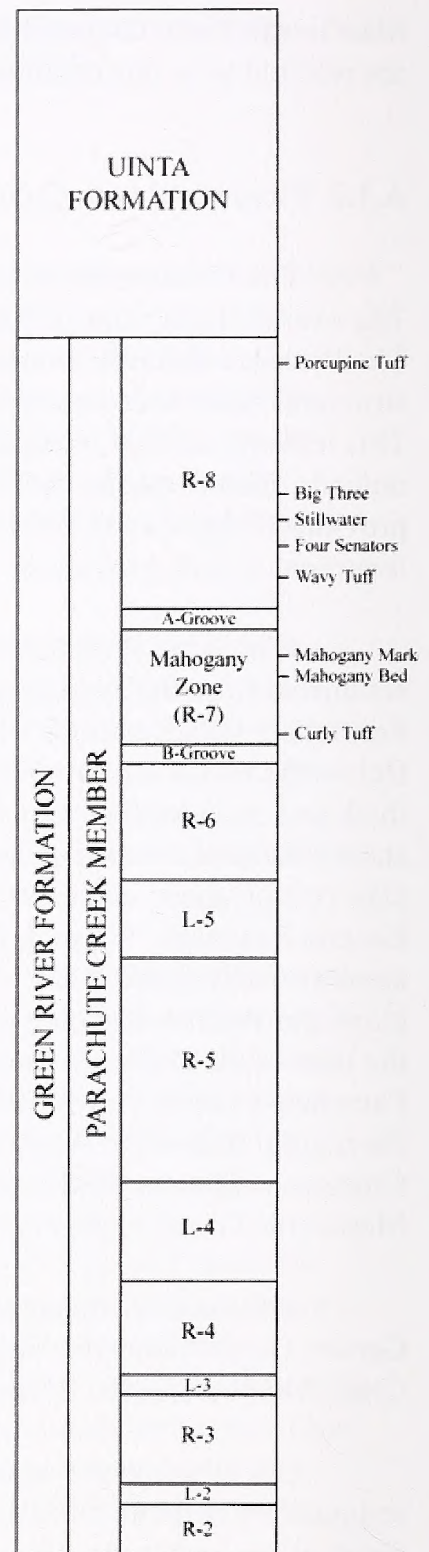 UINTA
FORMATION
Porcupine Tuff
R-8
Big Three
Stillwater
Four Senators
Wavy Tuff
A-Groove
Mahogany
Zone
(R-7)
Mahogany Mark
Mahogany Bed
Curly Tuff
B-Groove
R-6
L-5
R-5
L-4
R-4
L-3
R-3
L-2
R-2
GREEN RIVER FORMATION
PARACHUTE CREEK MEMBER